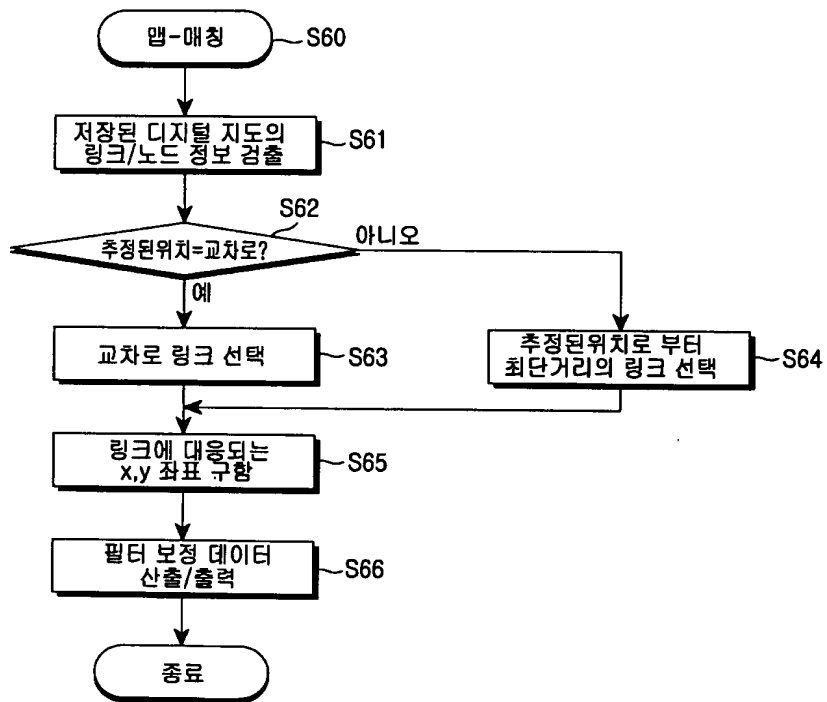 맵-매칭
S60
저장된 디지털 지도의
링크/노드 정보 검출
S61
S62
추정된위치=교차로?
아니오
예
교차로 링크 선택
S63
추정된위치로 부터
최단거리의 링크 선택
S64
링크에 대응되는
x,y 좌표 구함
S65
필터 보정 데이터
산출/출력
S66
종료